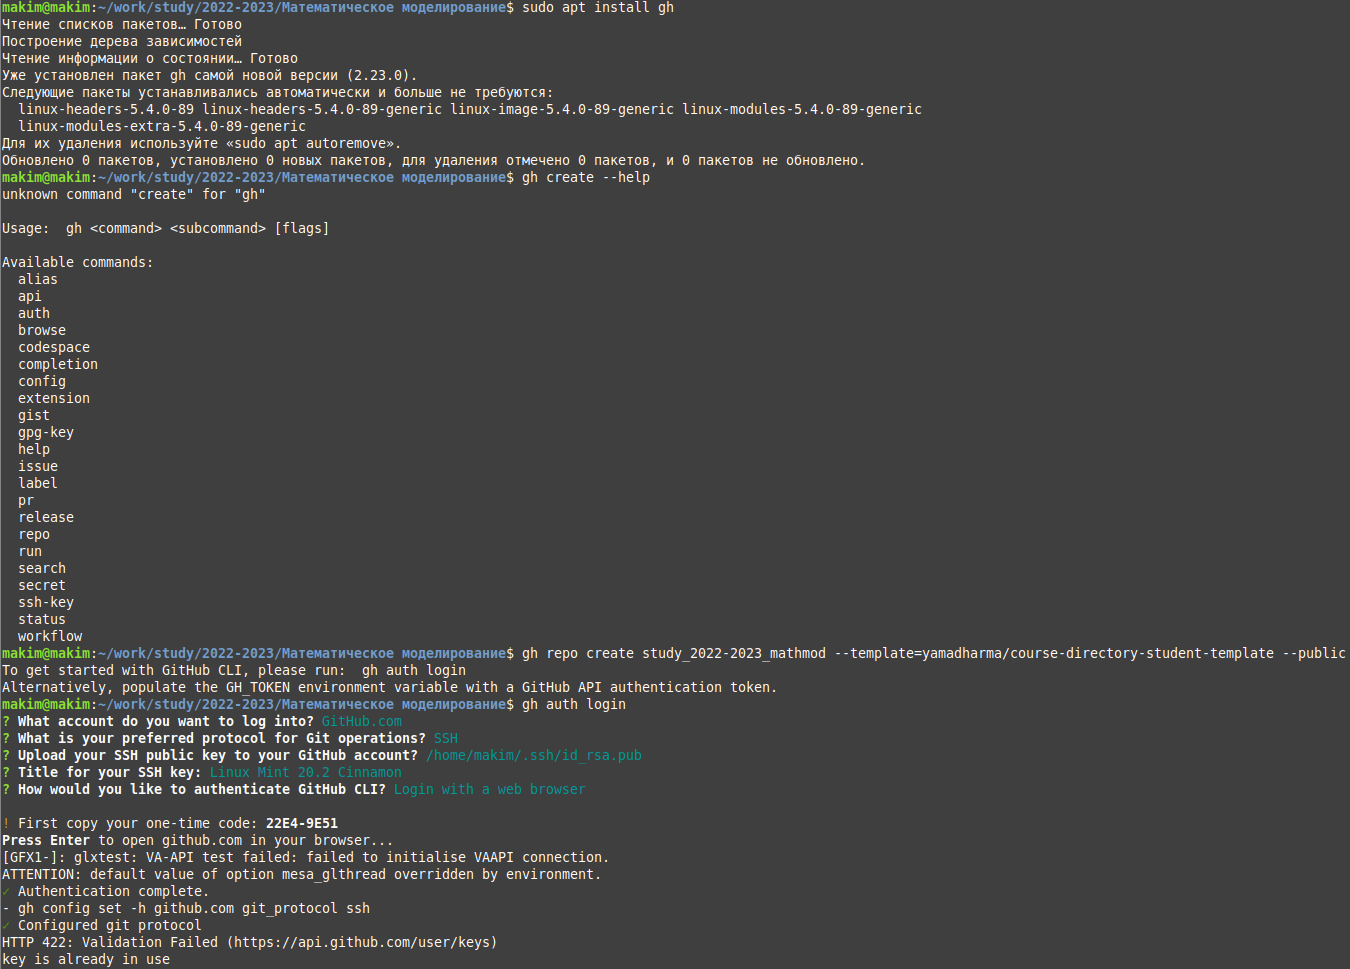 makim@makim:~/work/study/2022-2023/Математическое моделирование$ sudo apt install gh
Чтение списков пакетов… Готово
Построение дерева зависимостей
Чтение информации о состоянии… Готово
Уже установлен пакет gh самой новой версии (2.23.0).
Следующие пакеты устанавливались автоматически и больше не требуются:
  linux-headers-5.4.0-89 linux-headers-5.4.0-89-generic linux-image-5.4.0-89-generic linux-modules-5.4.0-89-generic
  linux-modules-extra-5.4.0-89-generic
Для их удаления используйте «sudo apt autoremove».
Обновлено 0 пакетов, установлено 0 новых пакетов, для удаления отмечено 0 пакетов, и 0 пакетов не обновлено.
makim@makim:~/work/study/2022-2023/Математическое моделирование$ gh create --help
unknown command "create" for "gh"

Usage:  gh <command> <subcommand> [flags]

Available commands:
  alias
  api
  auth
  browse
  codespace
  completion
  config
  extension
  gist
  gpg-key
  help
  issue
  label
  pr
  release
  repo
  run
  search
  secret
  ssh-key
  status
  workflow
makim@makim:~/work/study/2022-2023/Математическое моделирование$ gh repo create study_2022-2023_mathmod --template=yamadharma/course-directory-student-template --public
To get started with GitHub CLI, please run:  gh auth login
Alternatively, populate the GH_TOKEN environment variable with a GitHub API authentication token.
makim@makim:~/work/study/2022-2023/Математическое моделирование$ gh auth login
? What account do you want to log into? GitHub.com
? What is your preferred protocol for Git operations? SSH
? Upload your SSH public key to your GitHub account? /home/makim/.ssh/id_rsa.pub
? Title for your SSH key: Linux Mint 20.2 Cinnamon
? How would you like to authenticate GitHub CLI? Login with a web browser

! First copy your one-time code: 22E4-9E51
Press Enter to open github.com in your browser...
[GFX1-]: glxtest: VA-API test failed: failed to initialise VAAPI connection.
ATTENTION: default value of option mesa_glthread overridden by environment.
✓ Authentication complete.
- gh config set -h github.com git_protocol ssh
✓ Configured git protocol
HTTP 422: Validation Failed (https://api.github.com/user/keys)
key is already in use